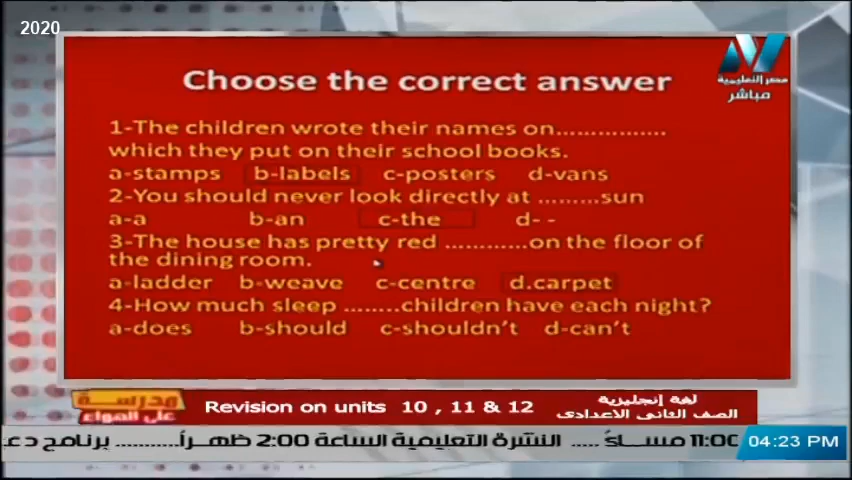 2020
مصر التعليمية
مباشر
Choose the correct answer
1-The children wrote their names on................
which they put on their school books.
a-stamps b-labels c-posters d-vans
2-You should never look directly at .........sun
a-a b-an c-the d- -
3-The house has pretty red ............on the floor of
the dining room.
a-ladder b-weave c-centre d.carpet
4-How much sleep ........children have each night?
a-does b-should c-shouldn't d-can't
مدرسة
على الهواء
Revision on units 10 , 11 & 12
لغة إنجليزية
الصف الثانى الاعدادى
11:00 مساءً .... النشرة التعليمية الساعة 2:00 ظهراً.......... برنامج
04:23 PM